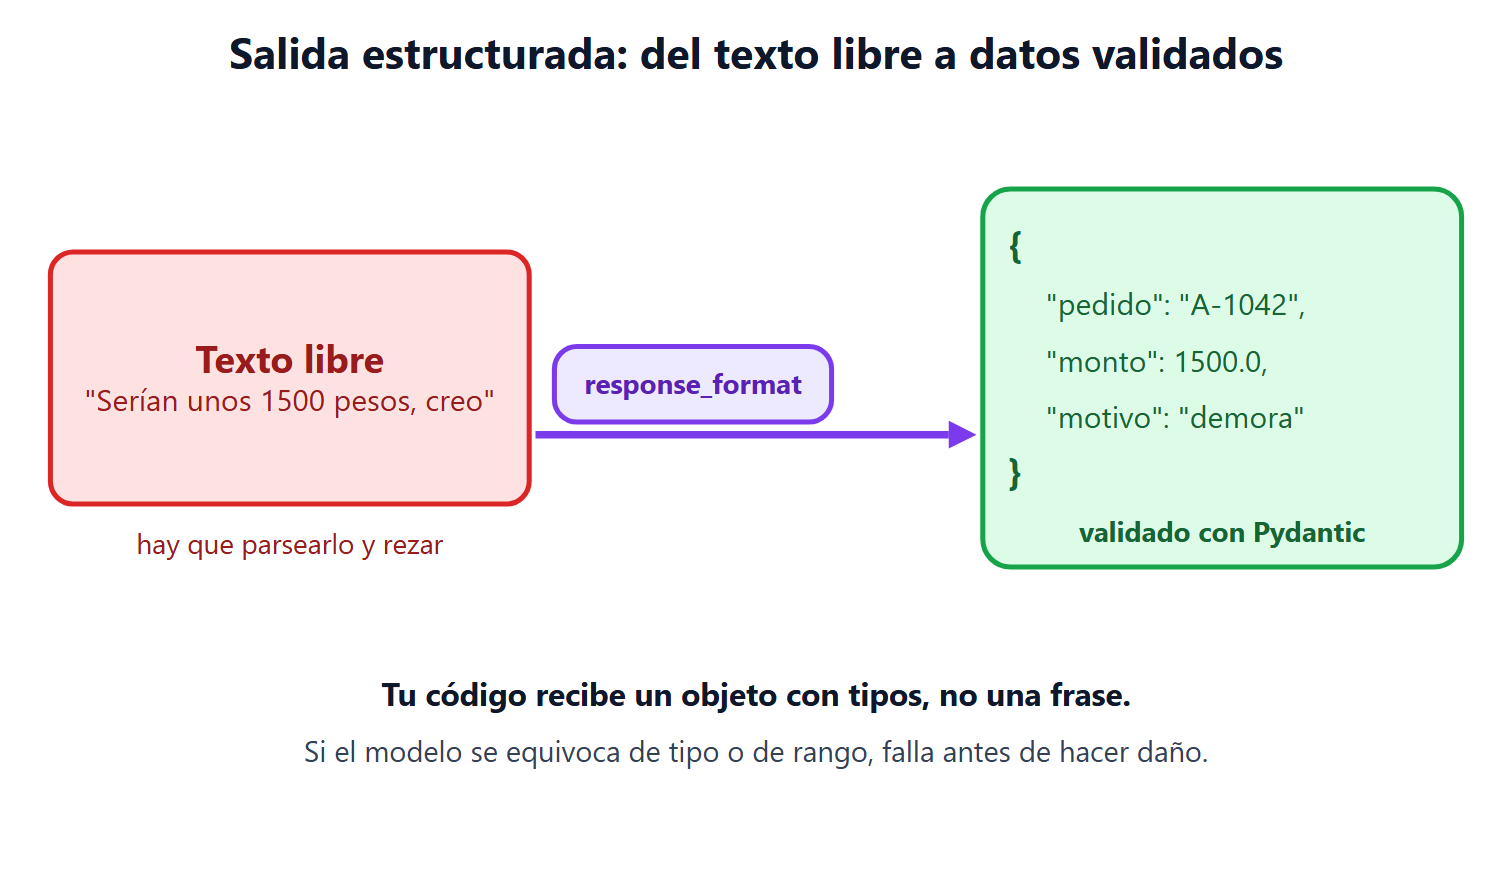 Salida estructurada: del texto libre a datos validados
Texto libre
"Serían unos 1500 pesos, creo"
hay que parsearlo y rezar
response_format
{
"pedido": "A-1042",
"monto": 1500.0,
"motivo": "demora"
}
validado con Pydantic
Tu código recibe un objeto con tipos, no una frase.
Si el modelo se equivoca de tipo o de rango, falla antes de hacer daño.